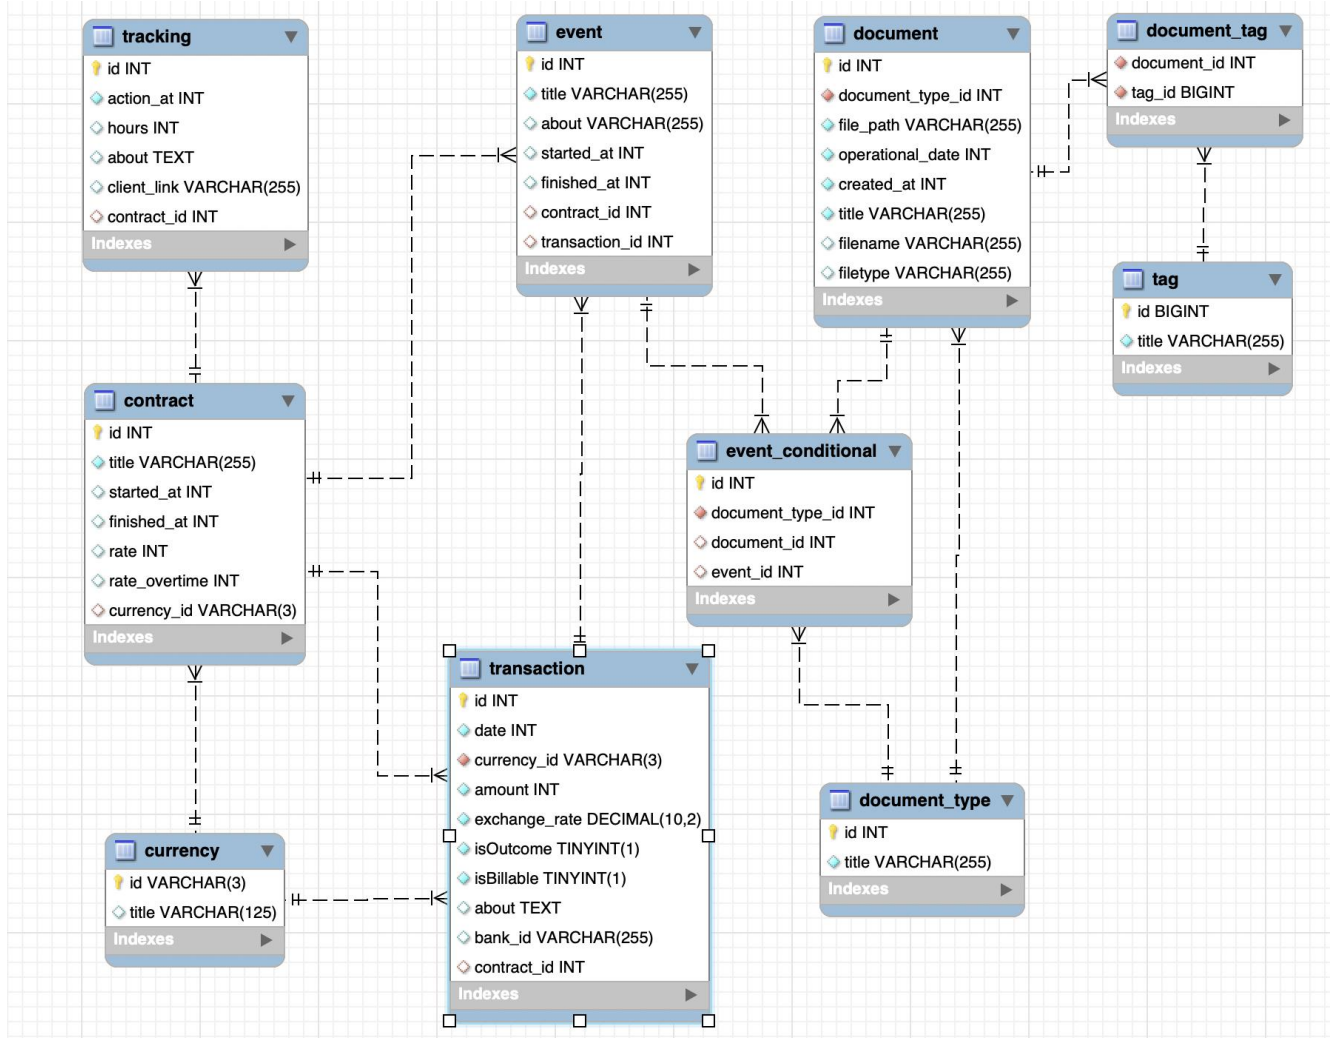 tracking
id INT
action_at INT
hours INT
about TEXT
client_link VARCHAR(255)
contract_id INT
Indexes
event
id INT
title VARCHAR(255)
about VARCHAR(255)
started_at INT
finished_at INT
contract_id INT
transaction_id INT
Indexes
document
id INT
document_type_id INT
file_path VARCHAR(255)
operational_date INT
created_at INT
title VARCHAR(255)
filename VARCHAR(255)
filetype VARCHAR(255)
Indexes
document_tag
document_id INT
tag_id BIGINT
Indexes
tag
id BIGINT
title VARCHAR(255)
Indexes
contract
id INT
title VARCHAR(255)
started_at INT
finished_at INT
rate INT
rate_overtime INT
currency_id VARCHAR(3)
Indexes
event_conditional
id INT
document_type_id INT
document_id INT
event_id INT
Indexes
transaction
id INT
date INT
currency_id VARCHAR(3)
amount INT
exchange_rate DECIMAL(10,2)
isOutcome TINYINT(1)
isBillable TINYINT(1)
about TEXT
bank_id VARCHAR(255)
contract_id INT
Indexes
document_type
id INT
title VARCHAR(255)
Indexes
currency
id VARCHAR(3)
title VARCHAR(125)
Indexes